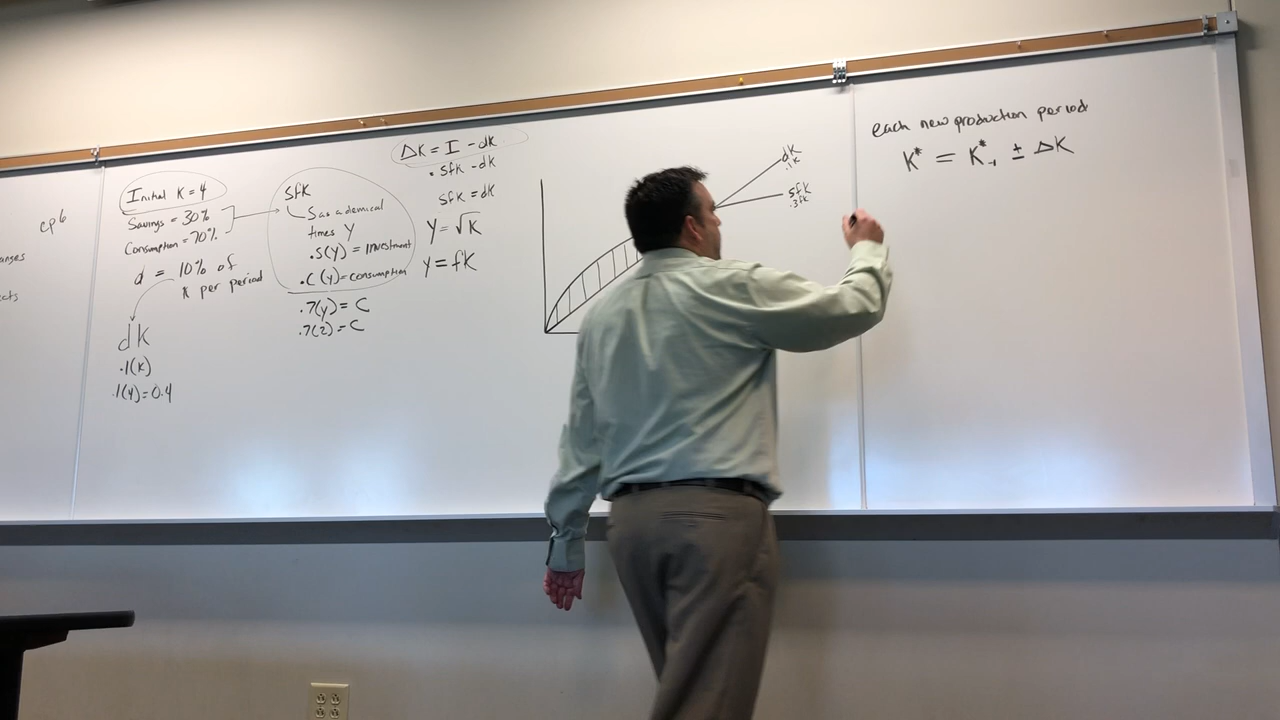 cp6
anges
ects
Initial K = 4
Savings = 30%
Consumption = 70%
d = 10% of
K per period
dK
.1(K)
.1(4) = 0.4
SfK
S as a decimal
times Y
.S(Y) = Investment
.C(Y) = consumption
.7(Y) = C
.7(2) = C
ΔK = I - dK
• SfK - dK
SfK = dK
Y = √K
Y = fK
dK
.1K
SfK
.3fK
each new production period
K* = K*-1 ± ΔK